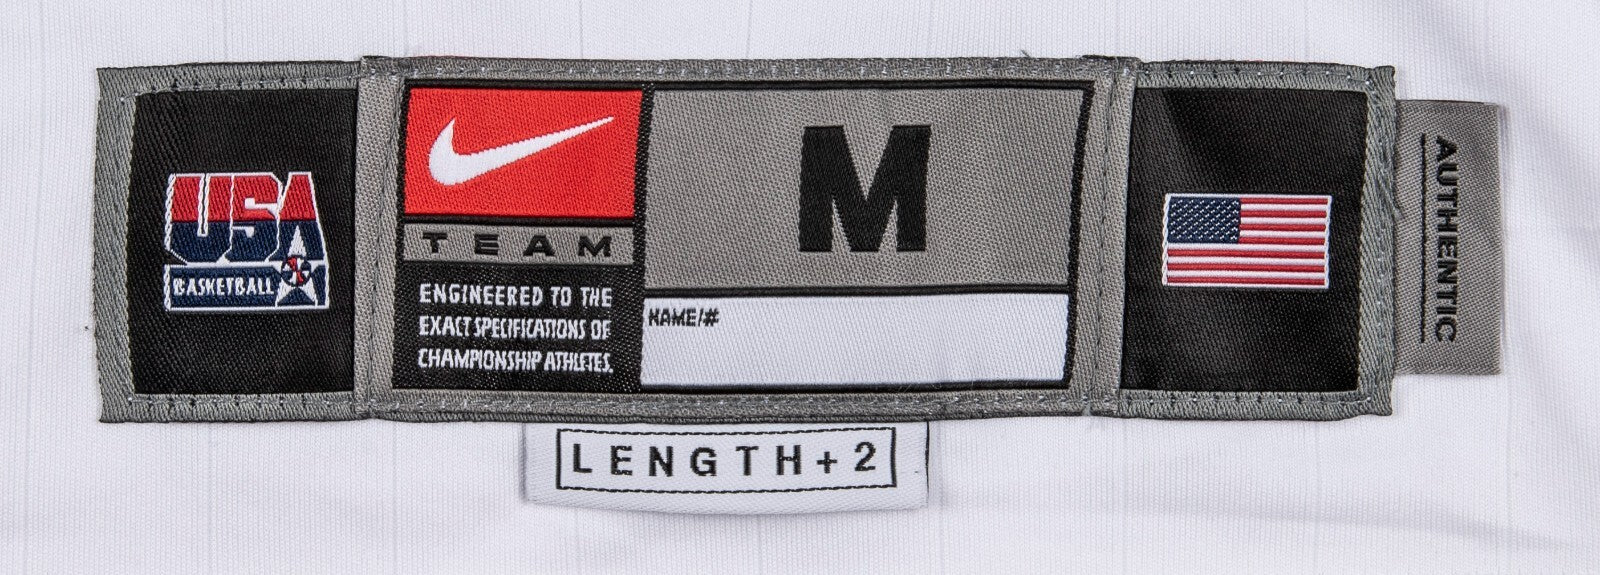 USA
BASKETBALL
TEAM
ENGINEERED TO THE
EXACT SPECIFICATIONS OF
CHAMPIONSHIP ATHLETES.
M
NAME/#
AUTHENTIC
LENGTH+2